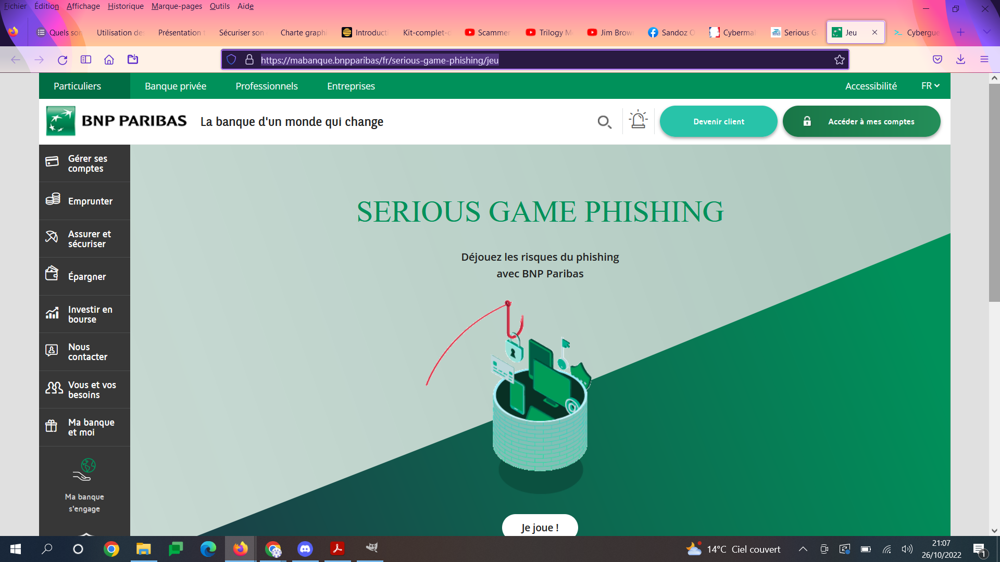 Fichier Édition Affichage Historique Marque-pages Outils Aide
Quels son
Utilisation des
Présentation
Sécuriser son
Charte graphi
Introducti
Kit-complet-
Scammer
Trilogy M
Jim Brow
Sandoz O
Cybermal
Serious G
Jeu
Cybergue
https://mabanque.bnpparibas/fr/serious-game-phishing/jeu
Particuliers
Banque privée
Professionnels
Entreprises
Accessibilité
FR
BNP PARIBAS
La banque d'un monde qui change
Devenir client
Accéder à mes comptes
Gérer ses
comptes
Emprunter
Assurer et
sécuriser
Épargner
Investir en
bourse
Nous
contacter
Vous et vos
besoins
Ma banque
et moi
Ma banque
s'engage
SERIOUS GAME PHISHING
Déjouez les risques du phishing
avec BNP Paribas
Je joue !
14°C Ciel couvert
21:07
26/10/2022
1